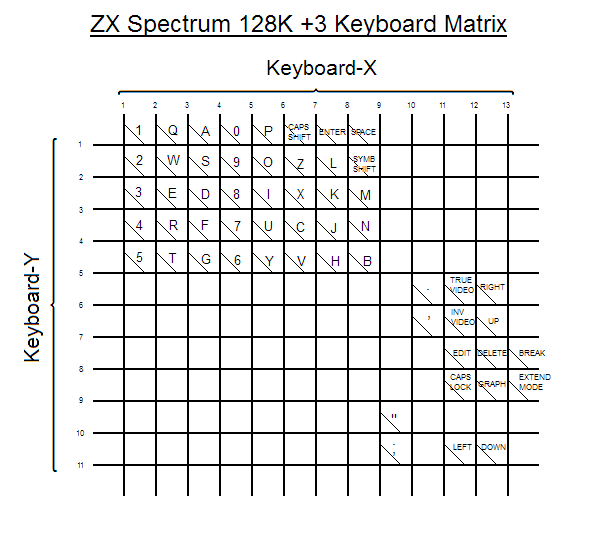 ZX Spectrum 128K +3 Keyboard Matrix
Keyboard-X
1 2 3 4 5 6 7 8 9 10 11 12 13
Keyboard-Y
1 Q A 0 P CAPS SHIFT ENTER SPACE
1
2 W S 9 O Z L SYMB SHIFT
2
3 E D 8 I X K M
3
4 R F 7 U C J N
4
5 T G 6 Y V H B
5
. TRUE VIDEO RIGHT
6
, INV VIDEO UP
7
EDIT DELETE BREAK
8
CAPS LOCK GRAPH EXTEND MODE
9
"
10
; LEFT DOWN
11